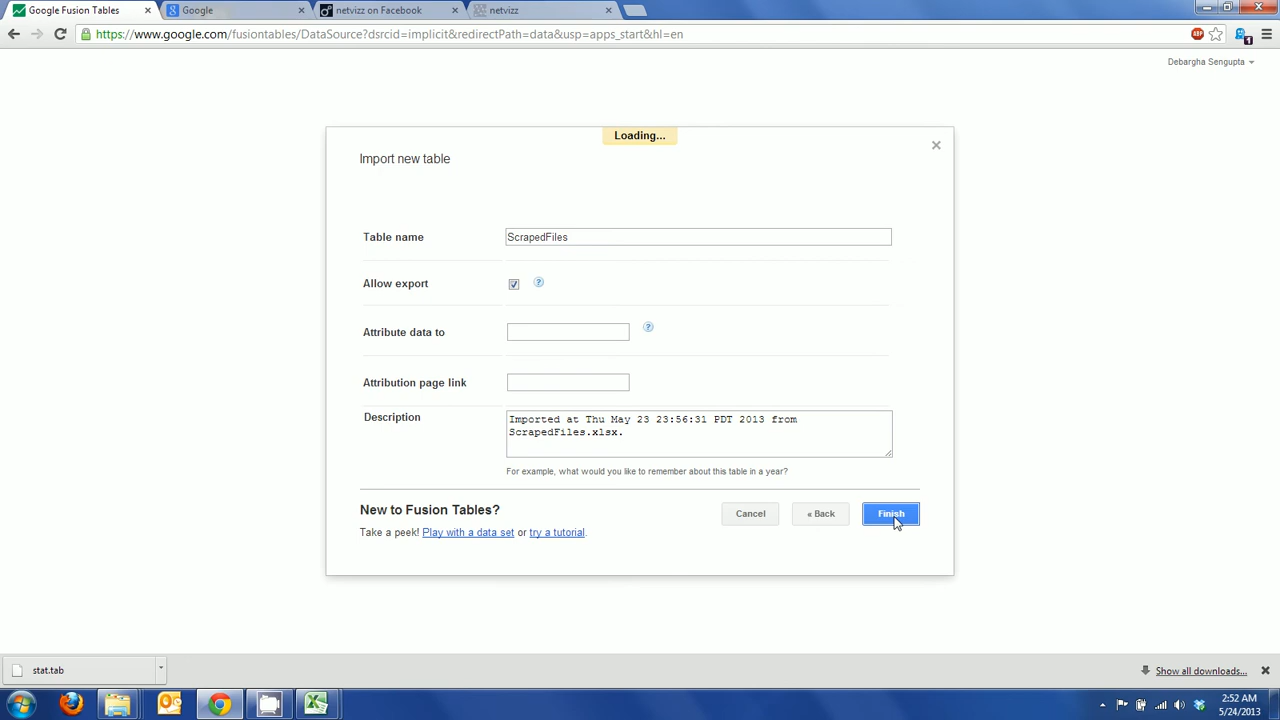 Google Fusion Tables
Google
netvizz on Facebook
netvizz
https://www.google.com/fusiontables/DataSource?dsrcid=implicit&redirectPath=data&usp=apps_start&hl=en
ABP
1
Debargha Sengupta
Loading...
Import new table
Table name
ScrapedFiles
Allow export
?
Attribute data to
?
Attribution page link
Description
Imported at Thu May 23 23:56:31 PDT 2013 from
ScrapedFiles.xlsx.
For example, what would you like to remember about this table in a year?
New to Fusion Tables?
Cancel
« Back
Finish
Take a peek! Play with a data set or try a tutorial.
stat.tab
Show all downloads...
2:52 AM
5/24/2013